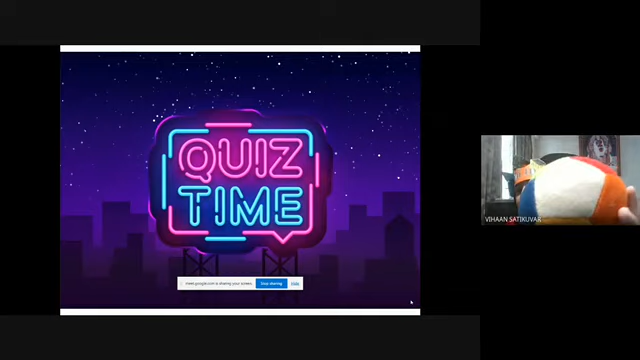 QUIZ
TIME
meet.google.com is sharing your screen
Stop sharing
Hide
VIHAAN SATIKUVAR